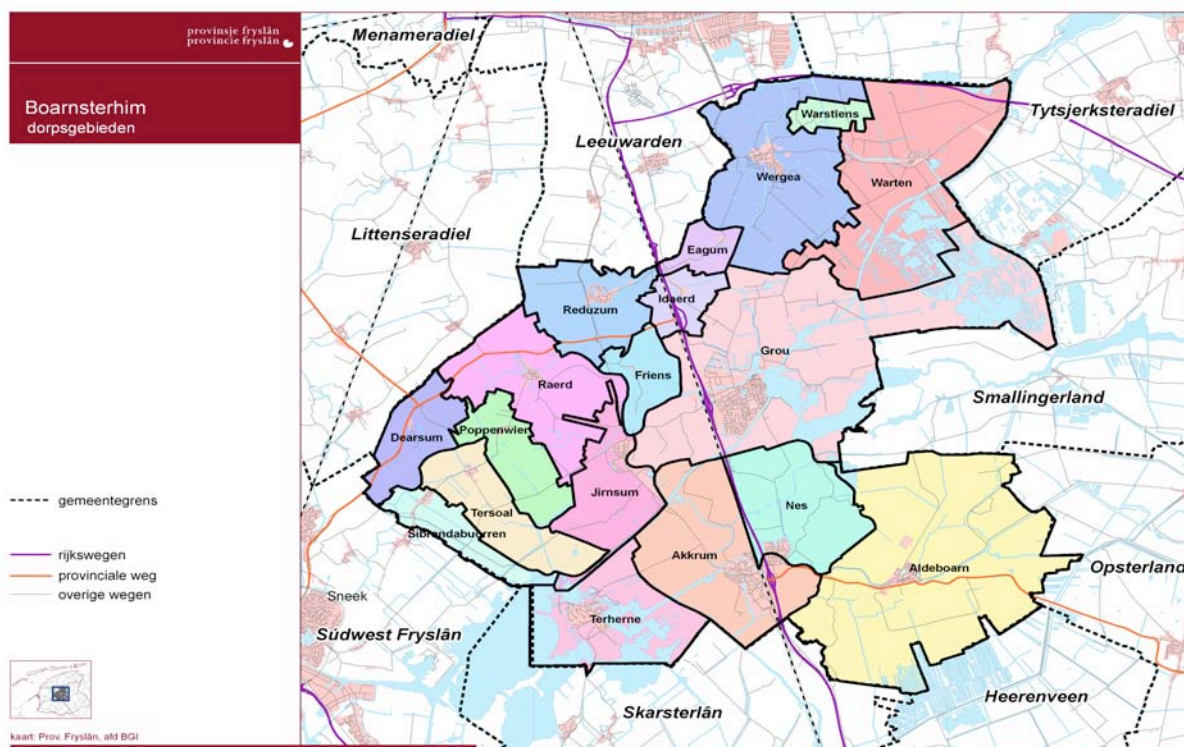 provinsje fryslân
provincie fryslân
Boarnsterhim
dorpsgebieden
gemeentegrens
rijkswegen
provinciale weg
overige wegen
kaart: Prov. Fryslân, afd BGI
Menameradiel
Leeuwarden
Tytsjerksteradiel
Littenseradiel
Warstiens
Wergea
Warten
Eagum
Idaerd
Reduzum
Grou
Friens
Raerd
Smallingerland
Poppenwier
Dearsum
Jirnsum
Nes
Tersoal
Sibrandabuorren
Akkrum
Aldeboarn
Opsterland
Sneek
Terherne
Súdwest Fryslân
Heerenveen
Skarsterlân